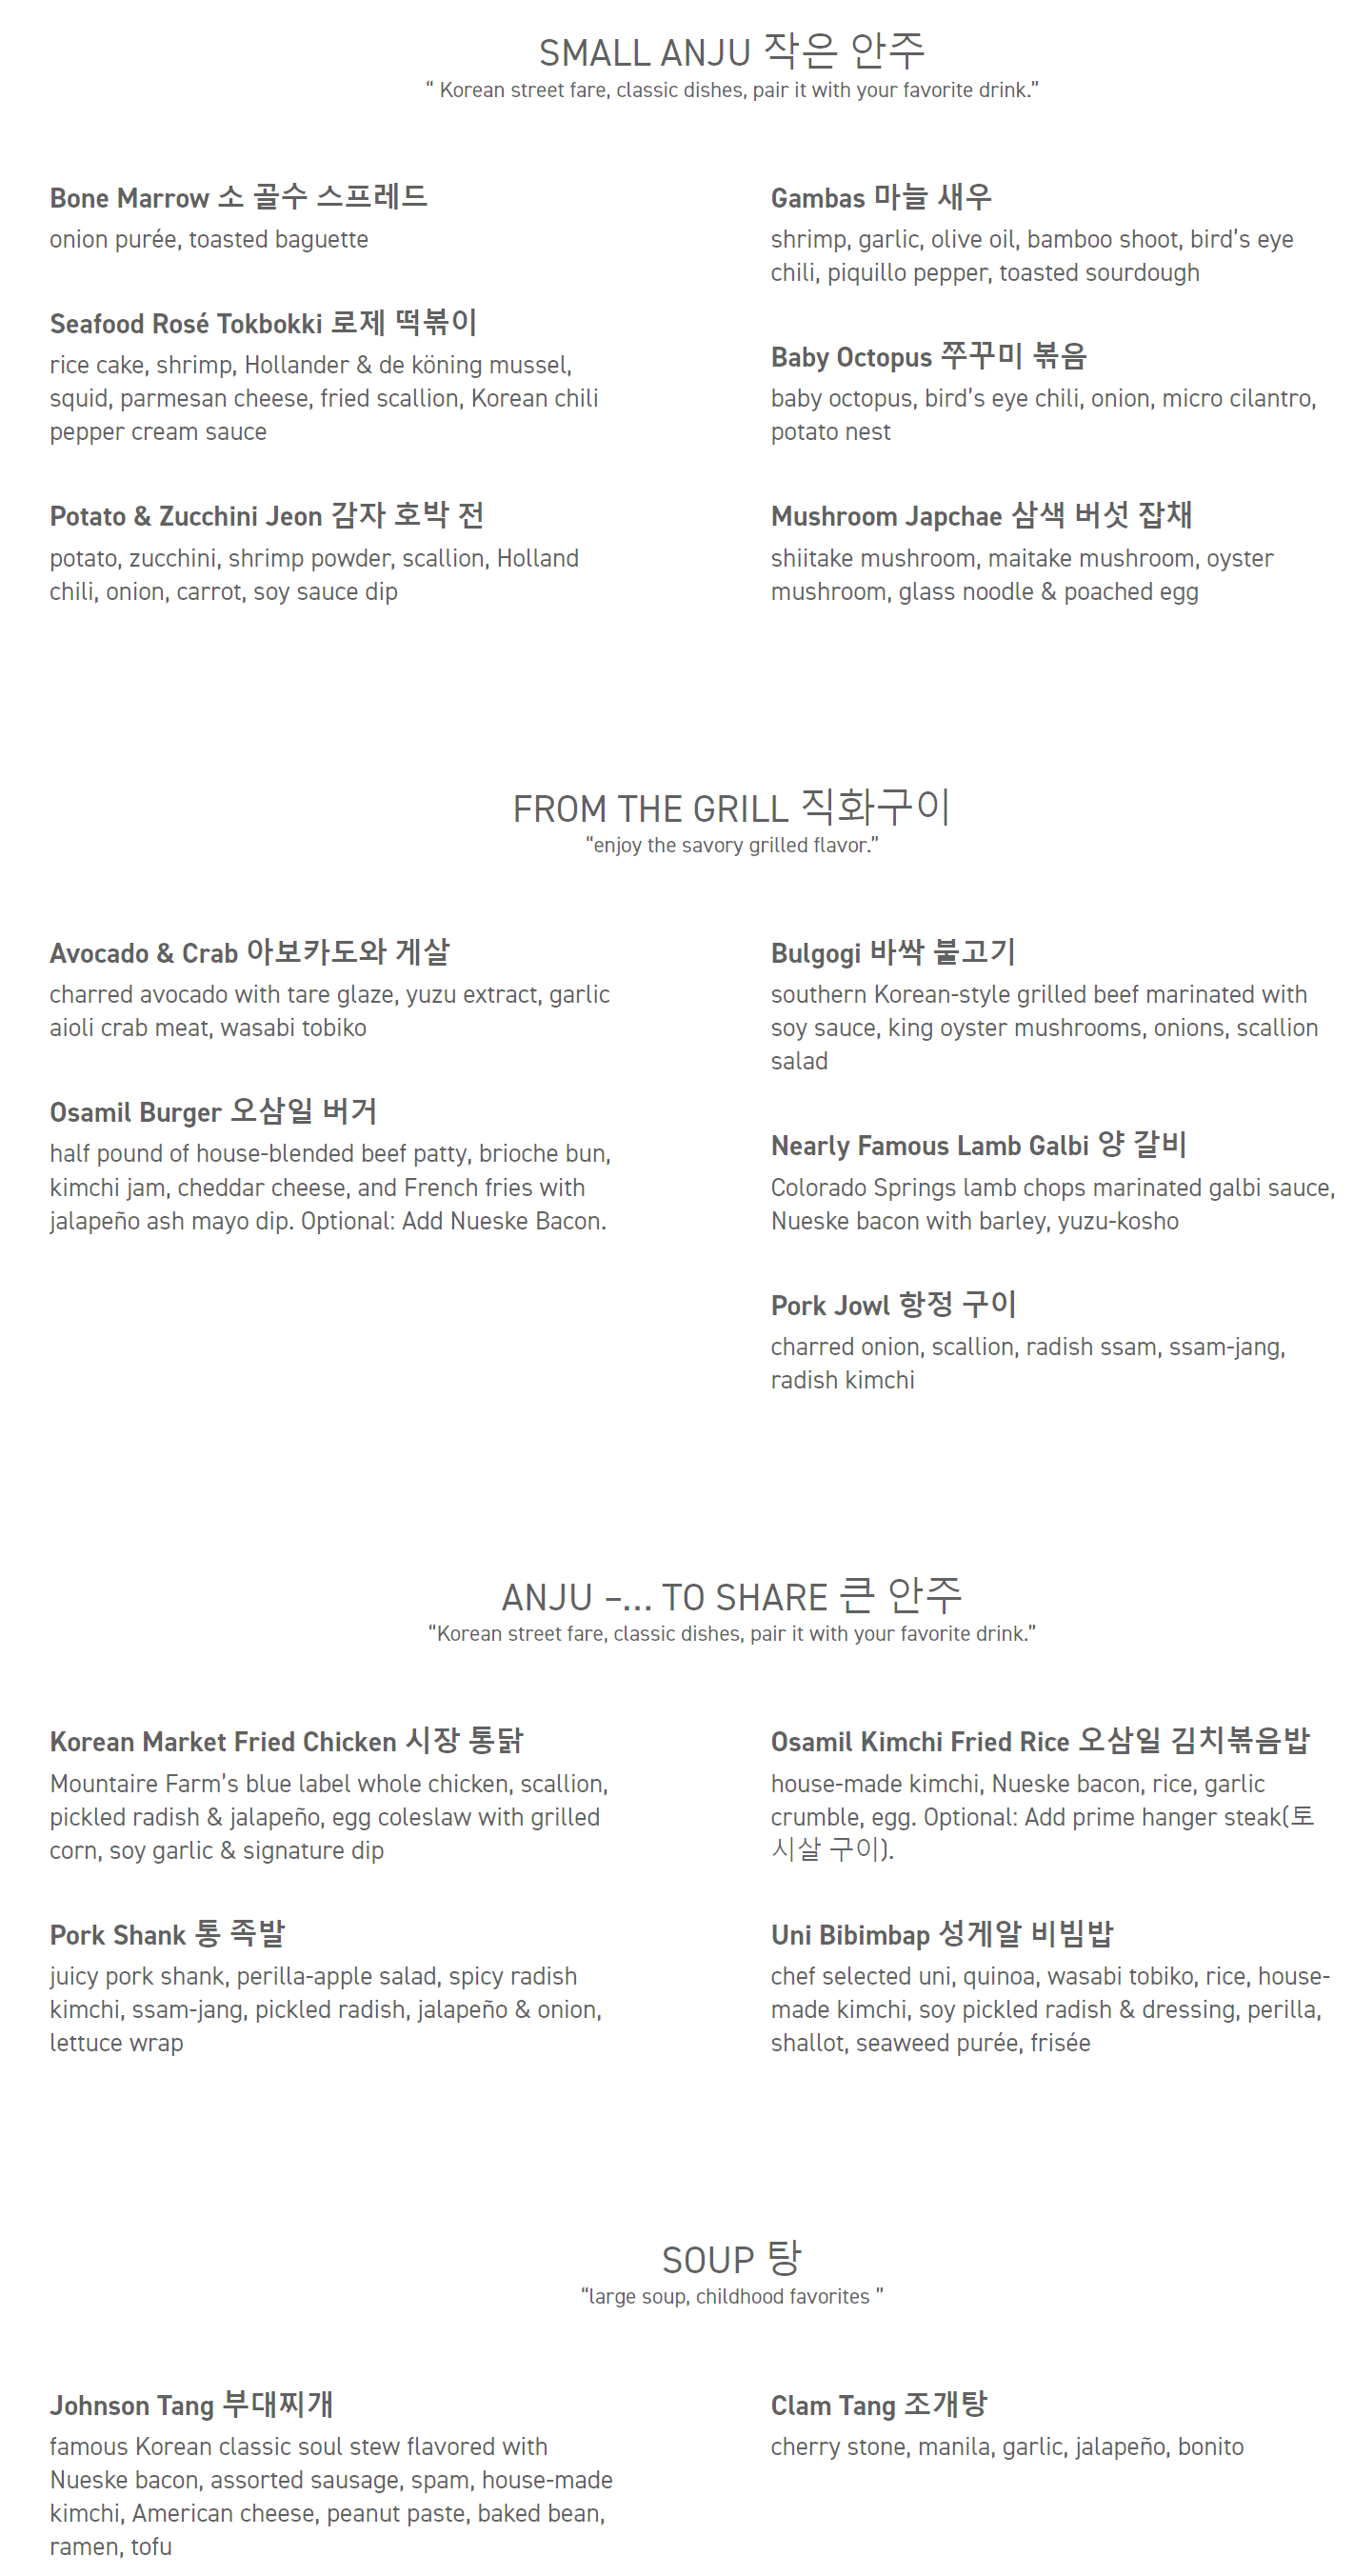 SMALL ANJU 작은 안주
“ Korean street fare, classic dishes, pair it with your favorite drink.”
Bone Marrow 소 골수 스프레드
onion purée, toasted baguette
Seafood Rosé Tokbokki 로제 떡볶이
rice cake, shrimp, Hollander & de köning mussel,
squid, parmesan cheese, fried scallion, Korean chili
pepper cream sauce
Potato & Zucchini Jeon 감자 호박 전
potato, zucchini, shrimp powder, scallion, Holland
chili, onion, carrot, soy sauce dip
Gambas 마늘 새우
shrimp, garlic, olive oil, bamboo shoot, bird’s eye
chili, piquillo pepper, toasted sourdough
Baby Octopus 쭈꾸미 볶음
baby octopus, bird’s eye chili, onion, micro cilantro,
potato nest
Mushroom Japchae 삼색 버섯 잡채
shiitake mushroom, maitake mushroom, oyster
mushroom, glass noodle & poached egg
FROM THE GRILL 직화구이
“enjoy the savory grilled flavor.”
Avocado & Crab 아보카도와 게살
charred avocado with tare glaze, yuzu extract, garlic
aioli crab meat, wasabi tobiko
Osamil Burger 오삼일 버거
half pound of house-blended beef patty, brioche bun,
kimchi jam, cheddar cheese, and French fries with
jalapeño ash mayo dip. Optional: Add Nueske Bacon.
Bulgogi 바싹 불고기
southern Korean-style grilled beef marinated with
soy sauce, king oyster mushrooms, onions, scallion
salad
Nearly Famous Lamb Galbi 양 갈비
Colorado Springs lamb chops marinated galbi sauce,
Nueske bacon with barley, yuzu-kosho
Pork Jowl 항정 구이
charred onion, scallion, radish ssam, ssam-jang,
radish kimchi
ANJU –… TO SHARE 큰 안주
“Korean street fare, classic dishes, pair it with your favorite drink.”
Korean Market Fried Chicken 시장 통닭
Mountaire Farm’s blue label whole chicken, scallion,
pickled radish & jalapeño, egg coleslaw with grilled
corn, soy garlic & signature dip
Pork Shank 통 족발
juicy pork shank, perilla-apple salad, spicy radish
kimchi, ssam-jang, pickled radish, jalapeño & onion,
lettuce wrap
Osamil Kimchi Fried Rice 오삼일 김치볶음밥
house-made kimchi, Nueske bacon, rice, garlic
crumble, egg. Optional: Add prime hanger steak(토
시살 구이).
Uni Bibimbap 성게알 비빔밥
chef selected uni, quinoa, wasabi tobiko, rice, house-
made kimchi, soy pickled radish & dressing, perilla,
shallot, seaweed purée, frisée
SOUP 탕
“large soup, childhood favorites ”
Johnson Tang 부대찌개
famous Korean classic soul stew flavored with
Nueske bacon, assorted sausage, spam, house-made
kimchi, American cheese, peanut paste, baked bean,
ramen, tofu
Clam Tang 조개탕
cherry stone, manila, garlic, jalapeño, bonito